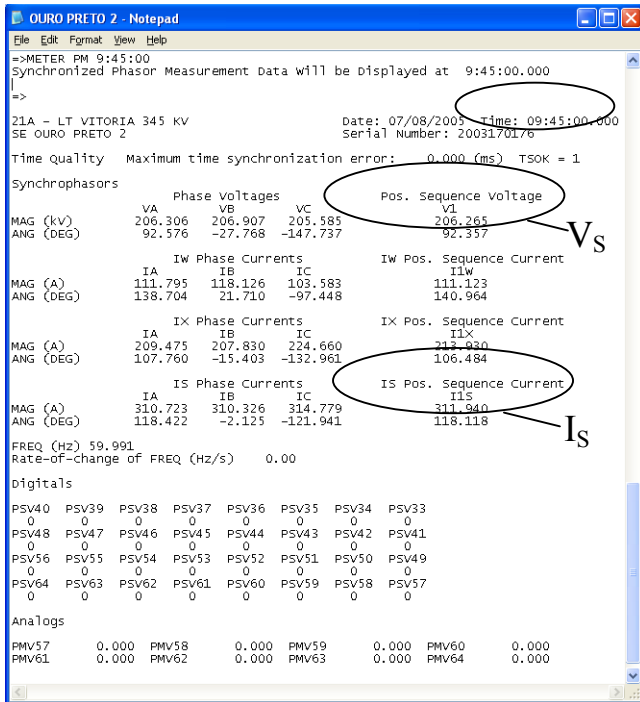 OURO PRETO 2 - Notepad
File Edit Format View Help
=>METER PM 9:45:00
Synchronized Phasor Measurement Data Will be Displayed at 9:45:00.000
=>
21A - LT VITORIA 345 KV Date: 07/08/2005 Time: 09:45:00.000
SE OURO PRETO 2 Serial Number: 2003170176
Time Quality Maximum time synchronization error: 0.000 (ms) TSOK = 1
Synchrophasors
Phase Voltages Pos. Sequence Voltage
VA VB VC V1
MAG (kV) 206.306 206.907 205.585 206.265
ANG (DEG) 92.576 -27.768 -147.737 92.357
VS
IW Phase Currents IW Pos. Sequence Current
IA IB IC I1W
MAG (A) 111.795 118.126 103.583 111.123
ANG (DEG) 138.704 21.710 -97.448 140.964
IX Phase Currents IX Pos. Sequence Current
IA IB IC I1X
MAG (A) 209.475 207.830 224.660 213.930
ANG (DEG) 107.760 -15.403 -132.961 106.484
IS Phase Currents IS Pos. Sequence Current
IA IB IC I1S
MAG (A) 310.723 310.326 314.779 311.940
ANG (DEG) 118.422 -2.125 -121.941 118.118
IS
FREQ (Hz) 59.991
Rate-of-change of FREQ (Hz/s) 0.00
Digitals
PSV40 PSV39 PSV38 PSV37 PSV36 PSV35 PSV34 PSV33
0 0 0 0 0 0 0 0
PSV48 PSV47 PSV46 PSV45 PSV44 PSV43 PSV42 PSV41
0 0 0 0 0 0 0 0
PSV56 PSV55 PSV54 PSV53 PSV52 PSV51 PSV50 PSV49
0 0 0 0 0 0 0 0
PSV64 PSV63 PSV62 PSV61 PSV60 PSV59 PSV58 PSV57
0 0 0 0 0 0 0 0
Analogs
PMV57 0.000 PMV58 0.000 PMV59 0.000 PMV60 0.000
PMV61 0.000 PMV62 0.000 PMV63 0.000 PMV64 0.000